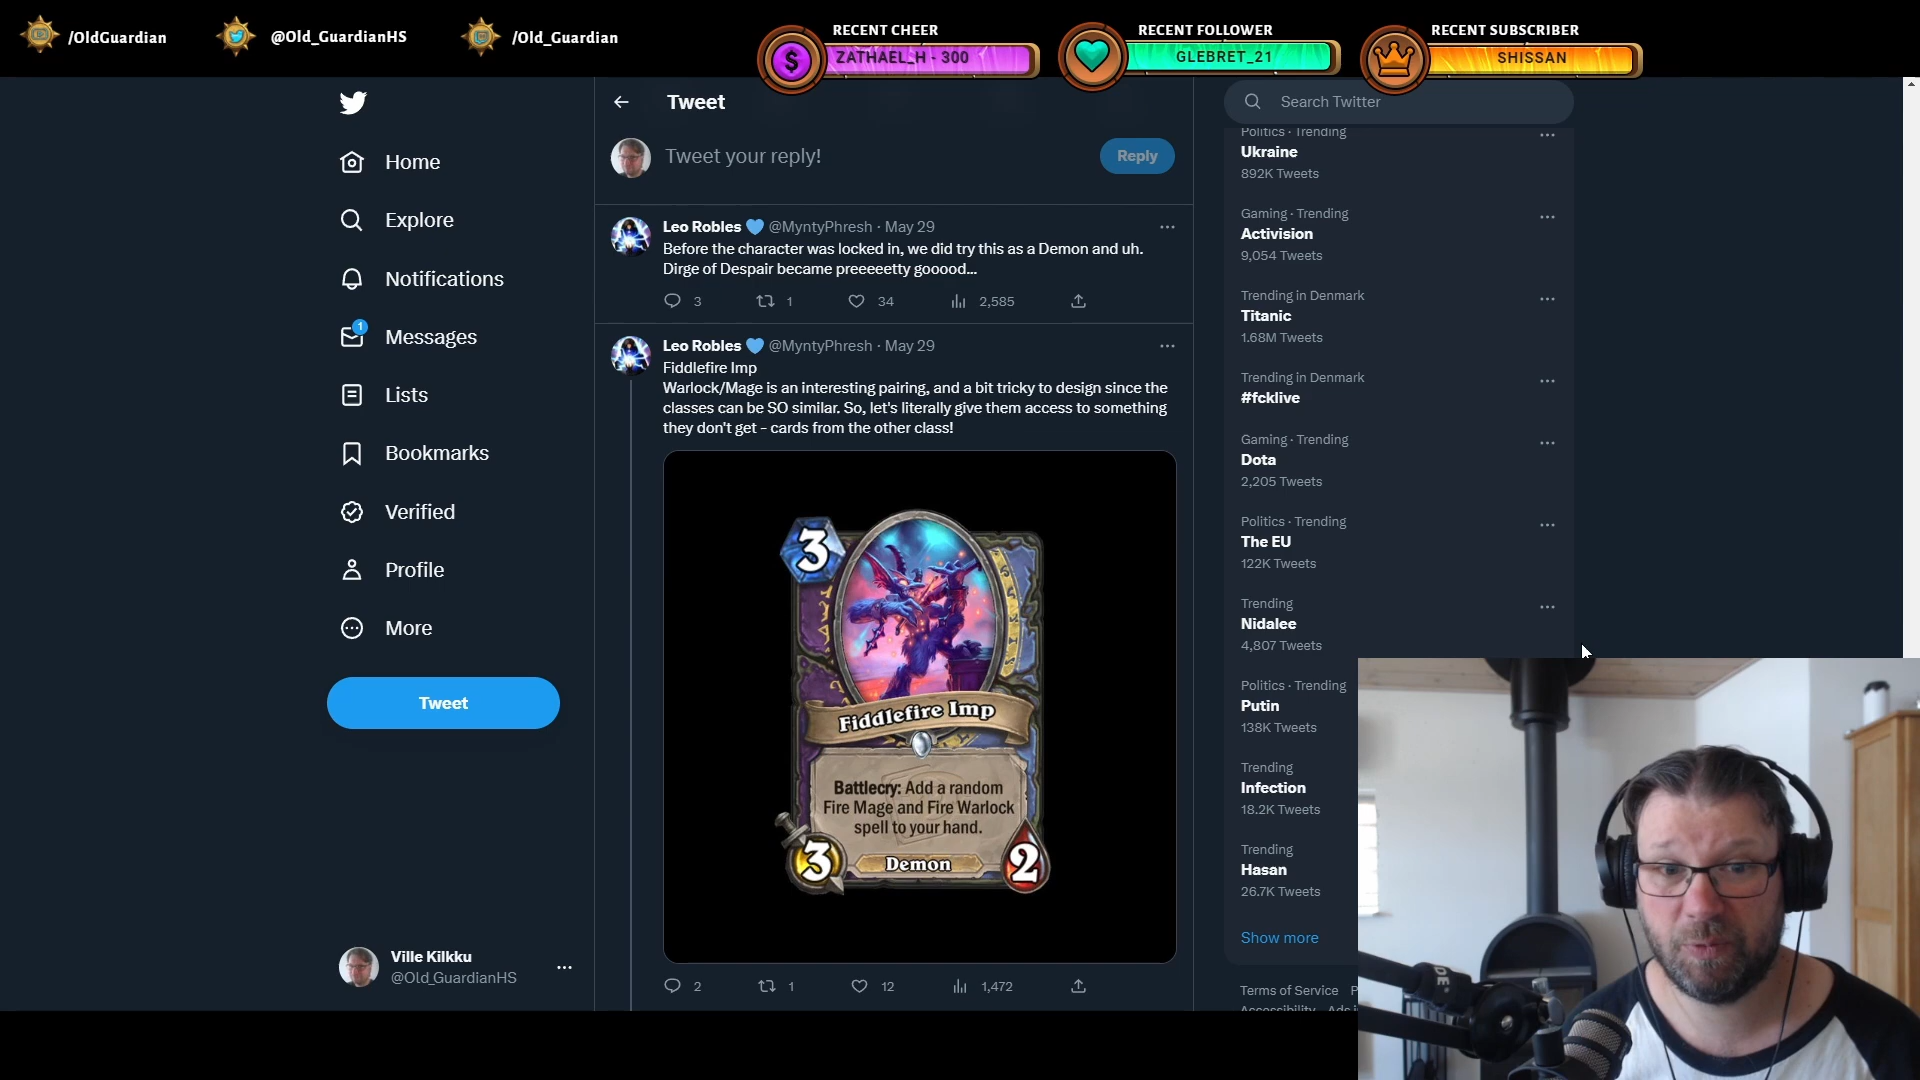 /OldGuardian
@Old_GuardianHS
/Old_Guardian
RECENT CHEER
ZATHAEL_H - 300
RECENT FOLLOWER
GLEBRET_21
RECENT SUBSCRIBER
SHISSAN
Home
Explore
Notifications
1
Messages
Lists
Bookmarks
Verified
Profile
More
Tweet
Ville Kilkku
@Old_GuardianHS
Tweet
Tweet your reply!
Reply
Leo Robles @MyntyPhresh · May 29
Before the character was locked in, we did try this as a Demon and uh.
Dirge of Despair became preeeeetty gooood...
3 1 34 2,585
Leo Robles @MyntyPhresh · May 29
Fiddlefire Imp
Warlock/Mage is an interesting pairing, and a bit tricky to design since the
classes can be SO similar. So, let's literally give them access to something
they don't get - cards from the other class!
3
Fiddlefire Imp
Battlecry: Add a random
Fire Mage and Fire Warlock
spell to your hand.
3 Demon 2
2 1 12 1,472
Search Twitter
Politics · Trending
Ukraine
892K Tweets
Gaming · Trending
Activision
9,054 Tweets
Trending in Denmark
Titanic
1.68M Tweets
Trending in Denmark
#fcklive
Gaming · Trending
Dota
2,205 Tweets
Politics · Trending
The EU
122K Tweets
Trending
Nidalee
4,807 Tweets
Politics · Trending
Putin
138K Tweets
Trending
Infection
18.2K Tweets
Trending
Hasan
26.7K Tweets
Show more
Terms of Service